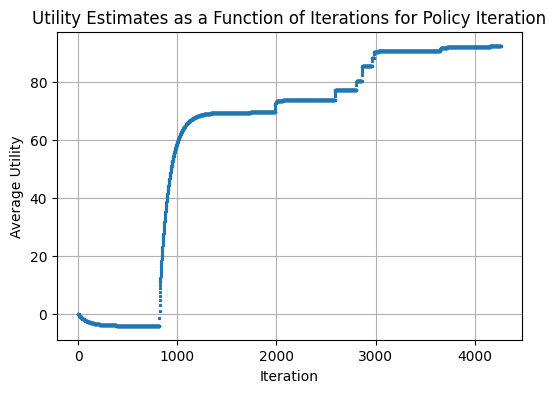 Utility Estimates as a Function of Iterations for Policy Iteration
80
60
40
20
0
Average Utility
0 1000 2000 3000 4000
Iteration